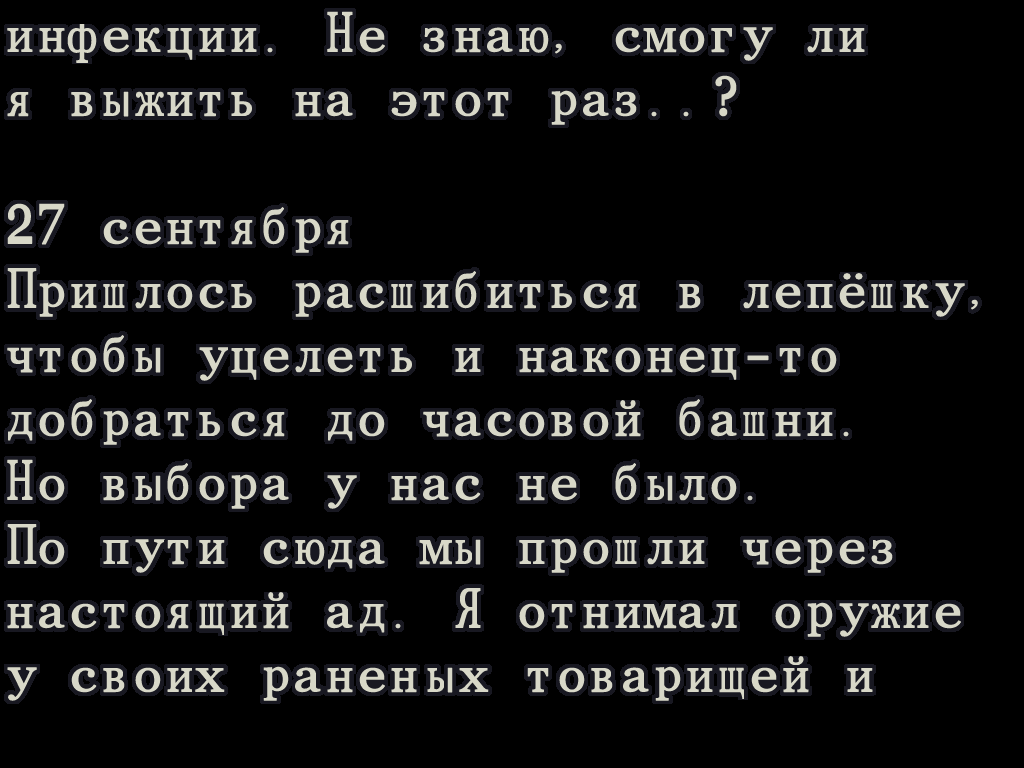 инфекции. Не знаю, смогу ли
я выжить на этот раз..?
27 сентября
Пришлось расшибиться в лепёшку,
чтобы уцелеть и наконец-то
добраться до часовой башни.
Но выбора у нас не было.
По пути сюда мы прошли через
настоящий ад. Я отнимал оружие
у своих раненых товарищей и